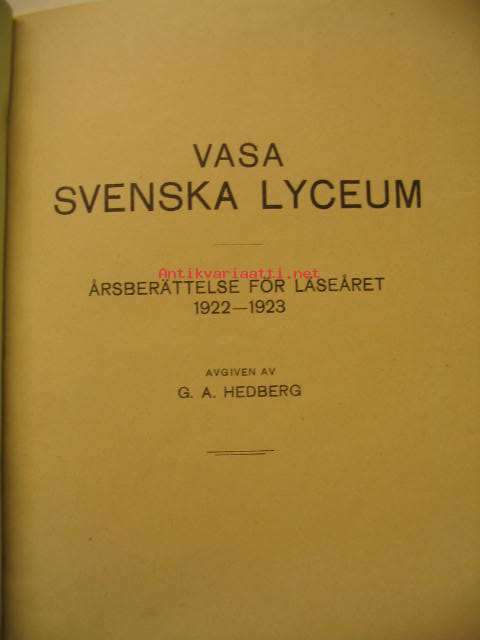 VASA
SVENSKA LYCEUM
Antikvariaatti.net
ÅRSBERÄTTELSE FÖR LÄSEÅRET
1922—1923
AVGIVEN AV
G. A. HEDBERG